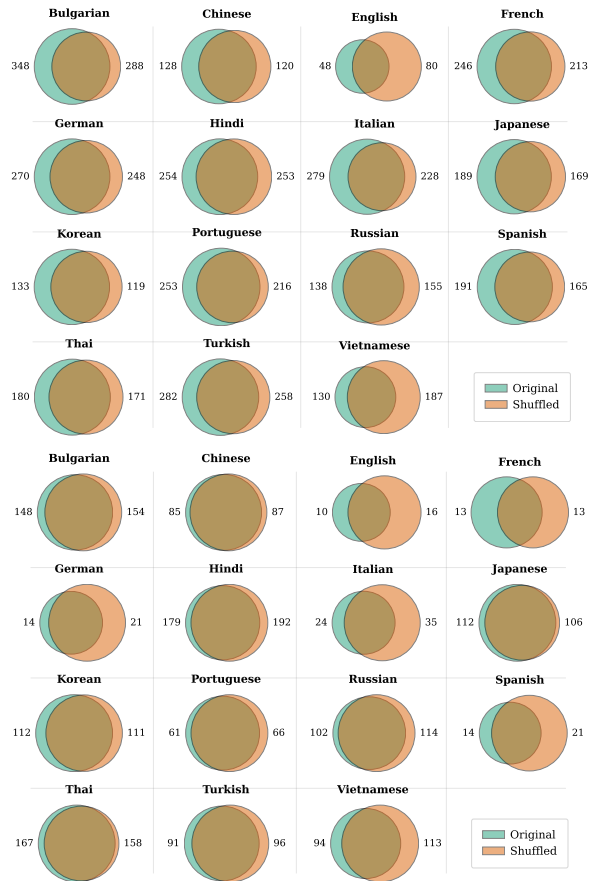 Bulgarian Chinese English French
348 288 128 120 48 80 246 213
German Hindi Italian Japanese
270 248 254 253 279 228 189 169
Korean Portuguese Russian Spanish
133 119 253 216 138 155 191 165
Thai Turkish Vietnamese
180 171 282 258 130 187
Original
Shuffled
Bulgarian Chinese English French
148 154 85 87 10 16 13 13
German Hindi Italian Japanese
14 21 179 192 24 35 112 106
Korean Portuguese Russian Spanish
112 111 61 66 102 114 14 21
Thai Turkish Vietnamese
167 158 91 96 94 113
Original
Shuffled